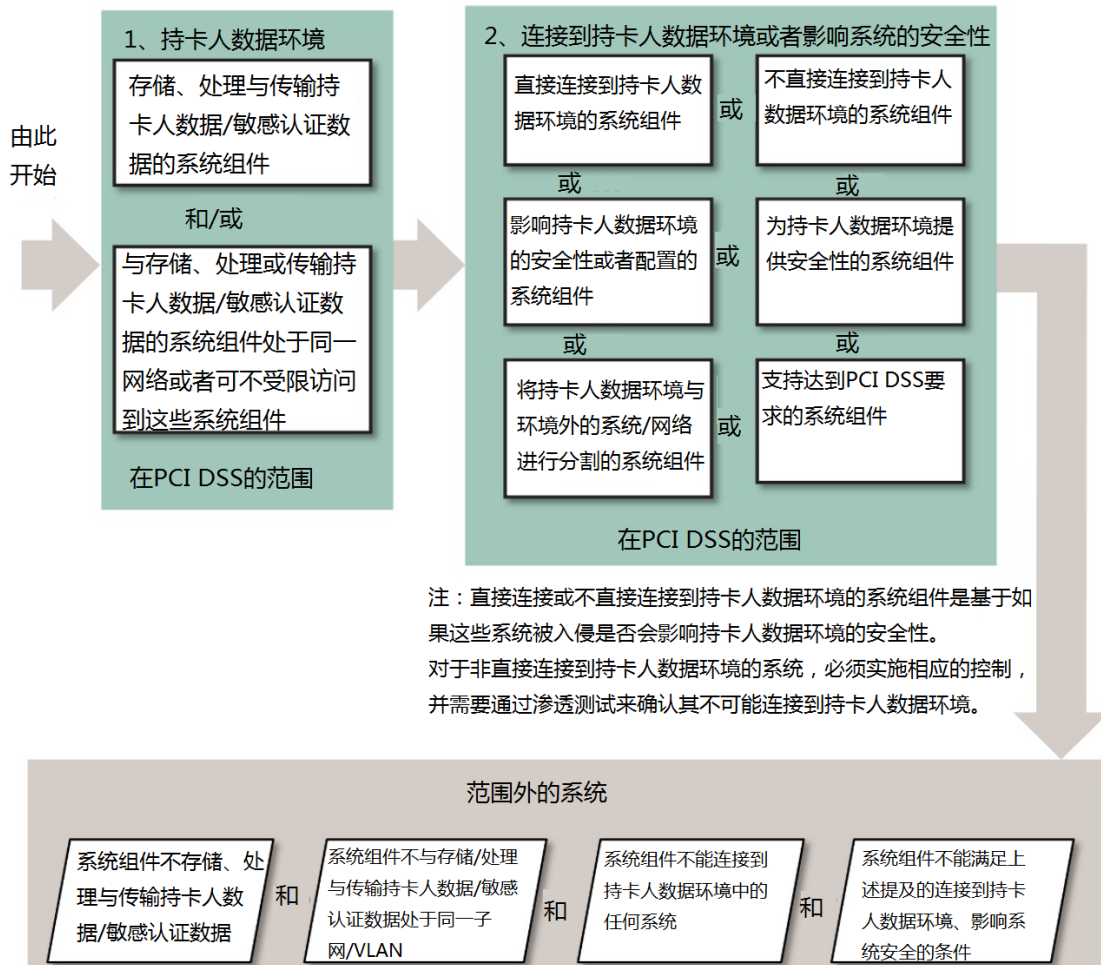 由此
开始
1、持卡人数据环境
存储、处理与传输持
卡人数据/敏感认证数
据的系统组件
和/或
与存储、处理或传输持
卡人数据/敏感认证数
据的系统组件处于同一
网络或者可不受限访问
到这些系统组件
在PCI DSS的范围
2、连接到持卡人数据环境或者影响系统的安全性
直接连接到持卡人数
据环境的系统组件
或
不直接连接到持卡人
数据环境的系统组件
或
或
影响持卡人数据环境
的安全性或者配置的
系统组件
或
为持卡人数据环境提
供安全性的系统组件
或
或
将持卡人数据环境与
环境外的系统/网络
进行分割的系统组件
或
支持达到PCI DSS要
求的系统组件
在PCI DSS的范围
注：直接连接或不直接连接到持卡人数据环境的系统组件是基于如
果这些系统被入侵是否会影响持卡人数据环境的安全性。
对于非直接连接到持卡人数据环境的系统，必须实施相应的控制，
并需要通过渗透测试来确认其不可能连接到持卡人数据环境。
范围外的系统
系统组件不存储、处
理与传输持卡人数
据/敏感认证数据
和
系统组件不与存储/处理
与传输持卡人数据/敏感
认证数据处于同一子
网/VLAN
和
系统组件不能连接到
持卡人数据环境中的
任何系统
和
系统组件不能满足上
述提及的连接到持卡
人数据环境、影响系
统安全的条件